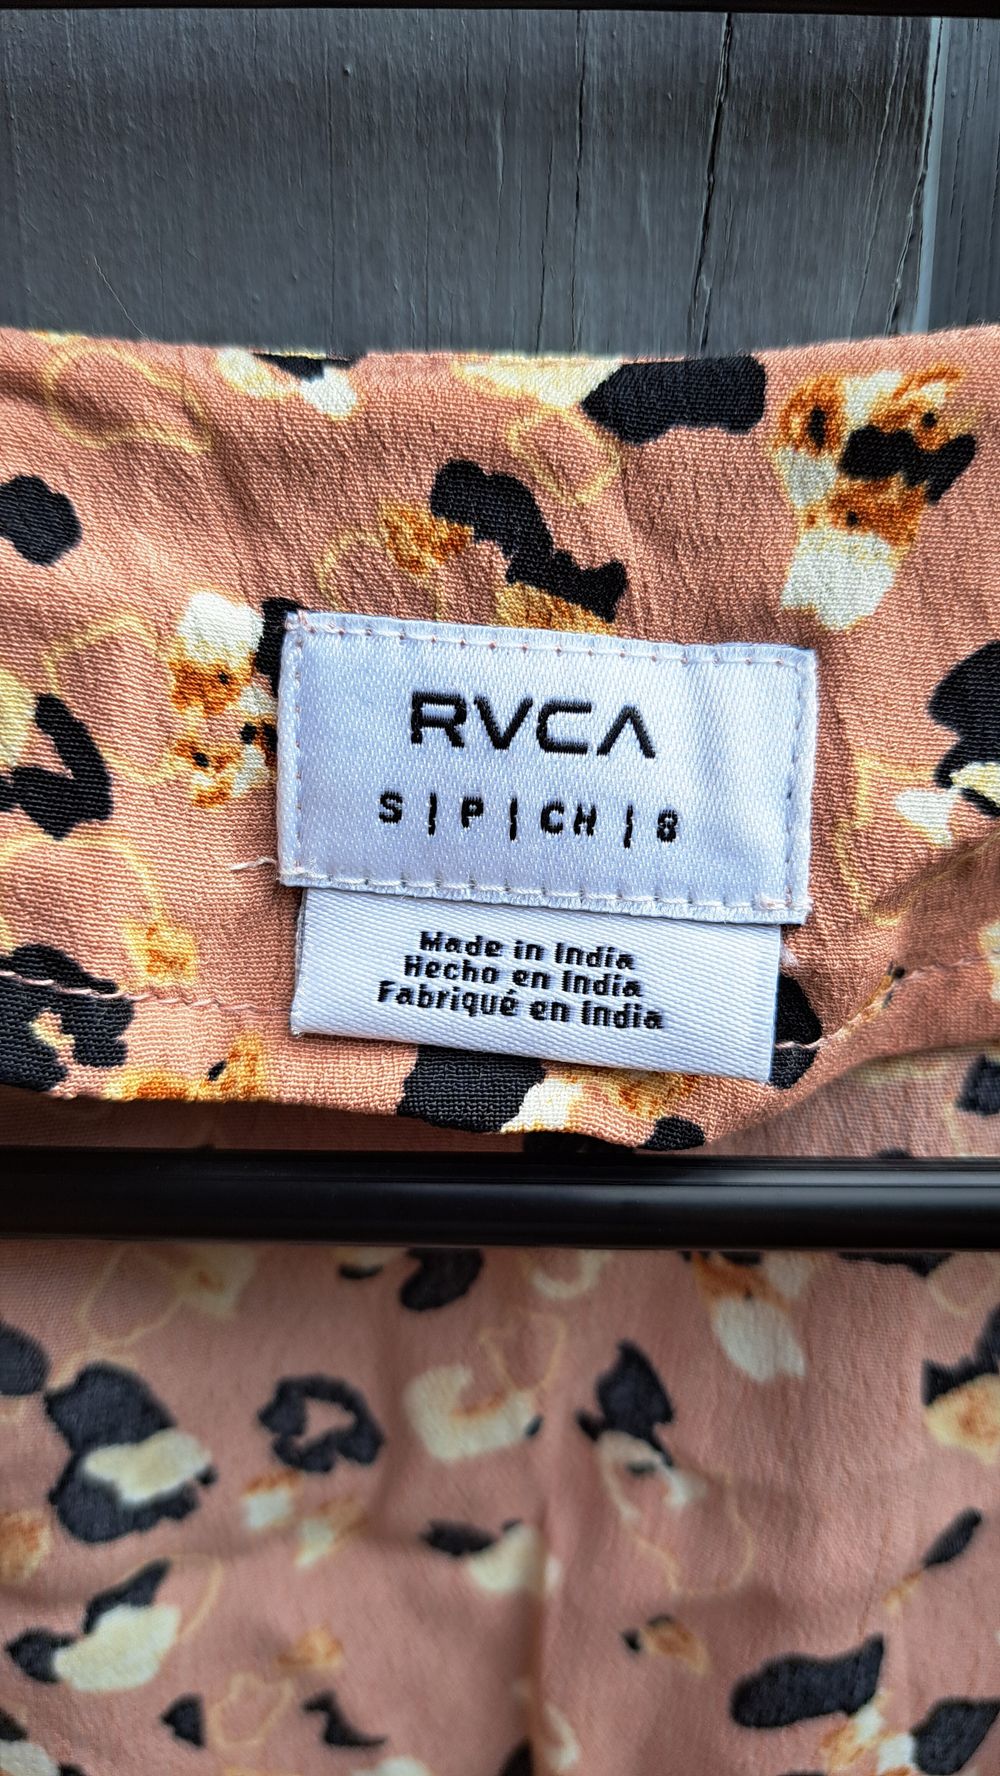 RVCA
S | P | CH | 8
Made in India
Hecho en India
Fabriqué en India